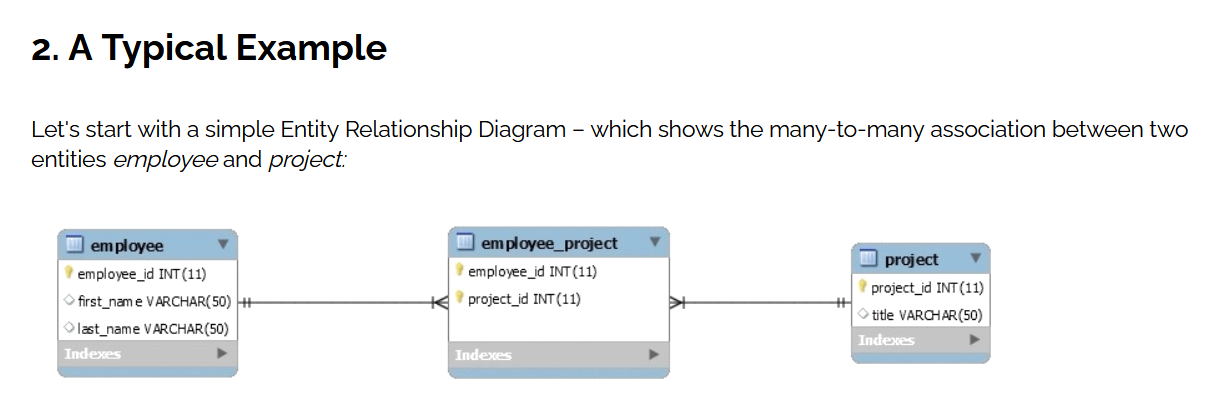 2. A Typical Example
Let's start with a simple Entity Relationship Diagram – which shows the many-to-many association between two
entities employee and project:
employee
employee_id INT(11)
first_name VARCHAR(50)
last_name VARCHAR(50)
Indexes
employee_project
employee_id INT(11)
project_id INT(11)
Indexes
project
project_id INT(11)
title VARCHAR(50)
Indexes